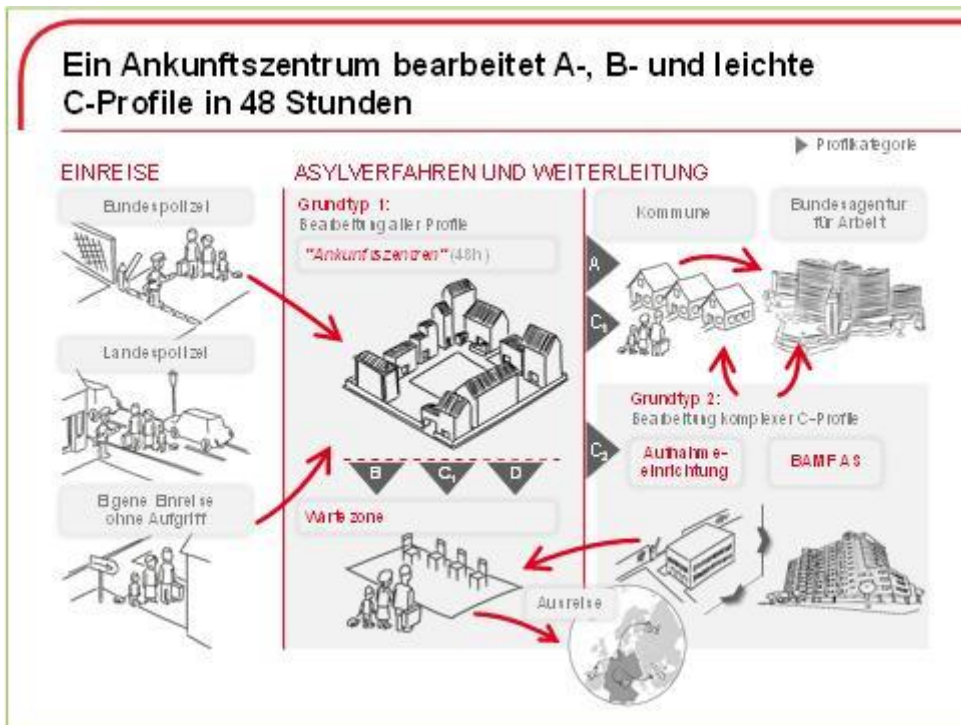 Ein Ankunftszentrum bearbeitet A-, B- und leichte
C-Profile in 48 Stunden
Profilkategorie
EINREISE
Bundespolizei
Landespolizei
Eigene Einreise
ohne Aufgriff
ASYLVERFAHREN UND WEITERLEITUNG
Grundtyp 1:
Bearbeitung aller Profile
"Ankunftszentren" (48h)
B
C₁
D
Wartezone
Ausreise
A
C₁
C₂
Kommune
Bundesagentur
für Arbeit
Grundtyp 2:
Bearbeitung komplexer C-Profile
Aufnahme-
einrichtung
BAMF AS